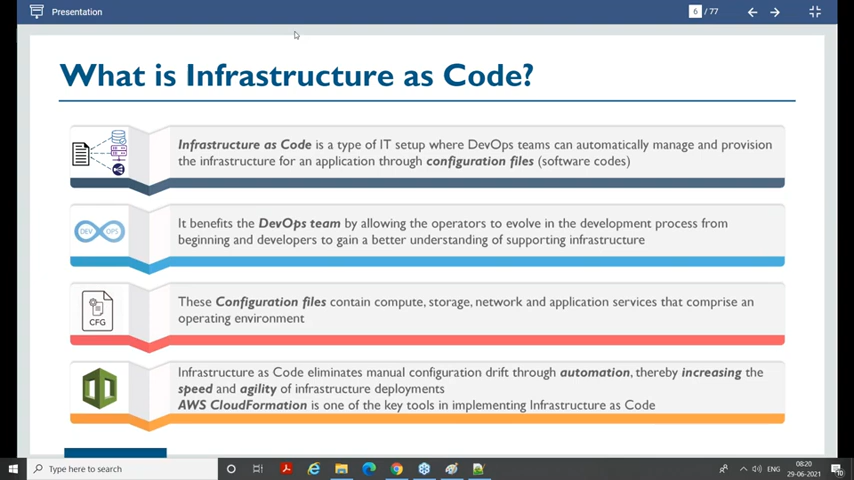 Presentation
6 / 77
What is Infrastructure as Code?
Infrastructure as Code is a type of IT setup where DevOps teams can automatically manage and provision
the infrastructure for an application through configuration files (software codes)
DEV OPS
It benefits the DevOps team by allowing the operators to evolve in the development process from
beginning and developers to gain a better understanding of supporting infrastructure
CFG
These Configuration files contain compute, storage, network and application services that comprise an
operating environment
Infrastructure as Code eliminates manual configuration drift through automation, thereby increasing the
speed and agility of infrastructure deployments
AWS CloudFormation is one of the key tools in implementing Infrastructure as Code
Type here to search
ENG
08:20
29-06-2021
10